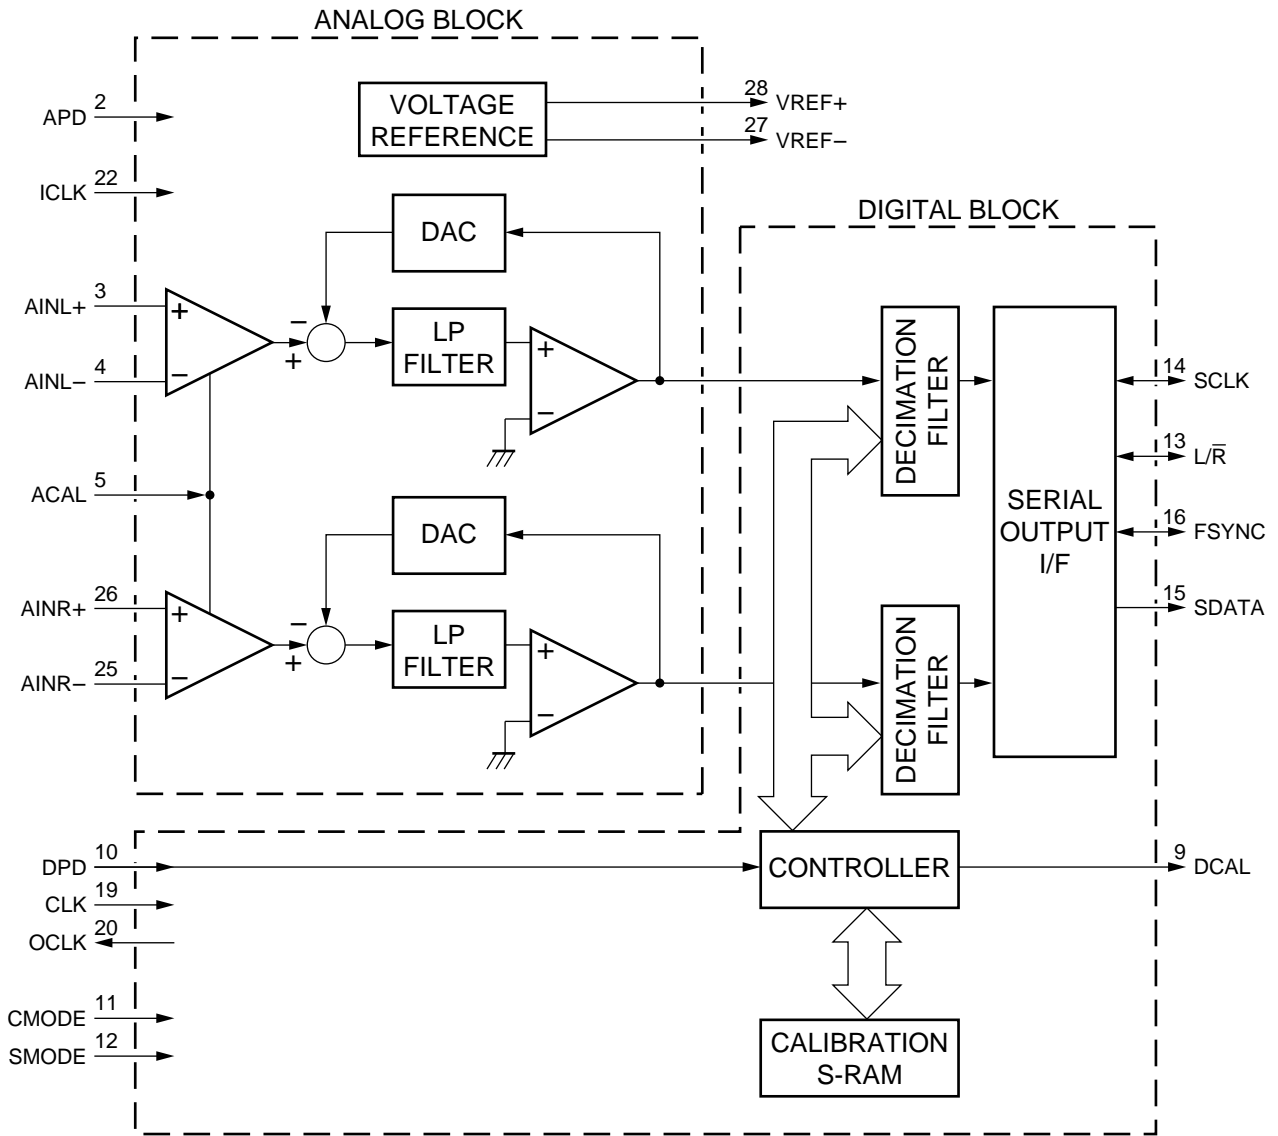 ANALOG BLOCK
APD 2
VOLTAGE
REFERENCE
28 VREF+
27 VREF−
ICLK 22
DAC
DIGITAL BLOCK
AINL+ 3
+
−
+
LP
FILTER
+
−
AINL− 4
−
DECIMATION
FILTER
14 SCLK
13 L/R̅
ACAL 5
SERIAL
OUTPUT
I/F
DAC
16 FSYNC
AINR+ 26
+
−
+
LP
FILTER
+
−
AINR− 25
−
DECIMATION
FILTER
15 SDATA
DPD 10
CONTROLLER
9 DCAL
CLK 19
OCLK 20
CMODE 11
SMODE 12
CALIBRATION
S-RAM